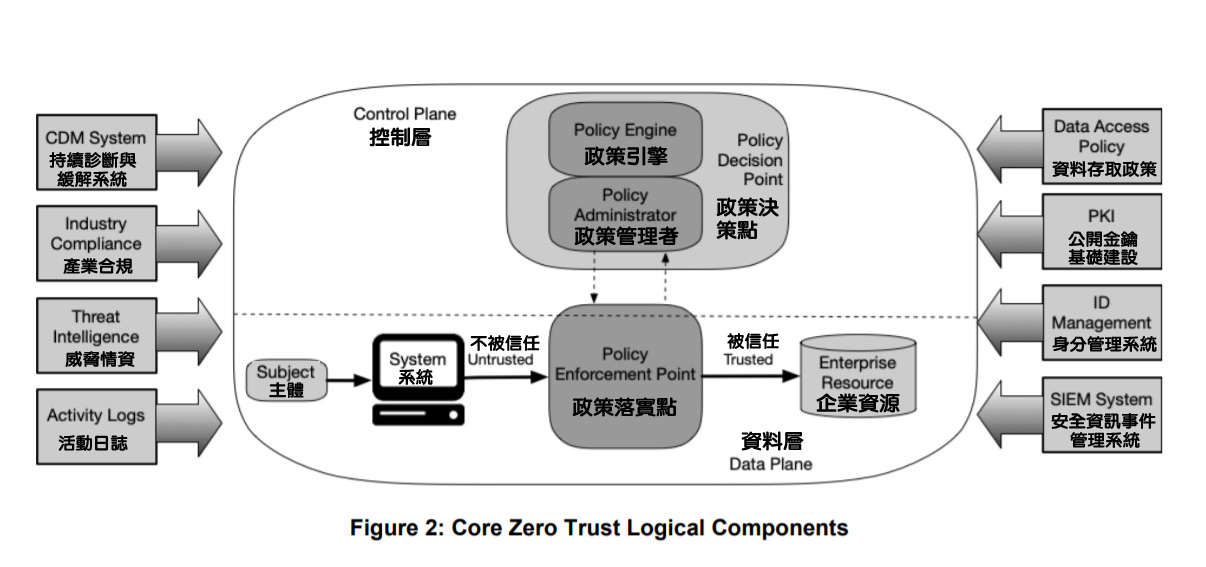 Control Plane
控制層
Policy Engine
政策引擎
Policy
Administrator
政策管理者
Policy
Decision
Point
政策決
策點
CDM System
持續診斷與
緩解系統
Industry
Compliance
產業合規
Threat
Intelligence
威脅情資
Activity Logs
活動日誌
Data Access
Policy
資料存取政策
PKI
公開金鑰
基礎建設
ID
Management
身分管理系統
SIEM System
安全資訊事件
管理系統
Subject
主體
System
系統
不被信任
Untrusted
Policy
Enforcement Point
政策落實點
被信任
Trusted
Enterprise
Resource
企業資源
資料層
Data Plane
Figure 2: Core Zero Trust Logical Components